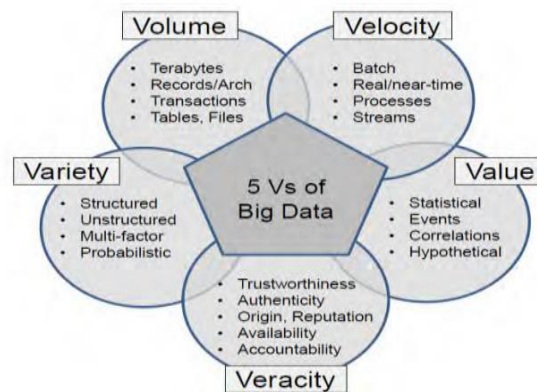 Volume
• Terabytes
• Records/Arch
• Transactions
• Tables, Files
Velocity
• Batch
• Real/near-time
• Processes
• Streams
Variety
• Structured
• Unstructured
• Multi-factor
• Probabilistic
5 Vs of
Big Data
Value
• Statistical
• Events
• Correlations
• Hypothetical
• Trustworthiness
• Authenticity
• Origin, Reputation
• Availability
• Accountability
Veracity